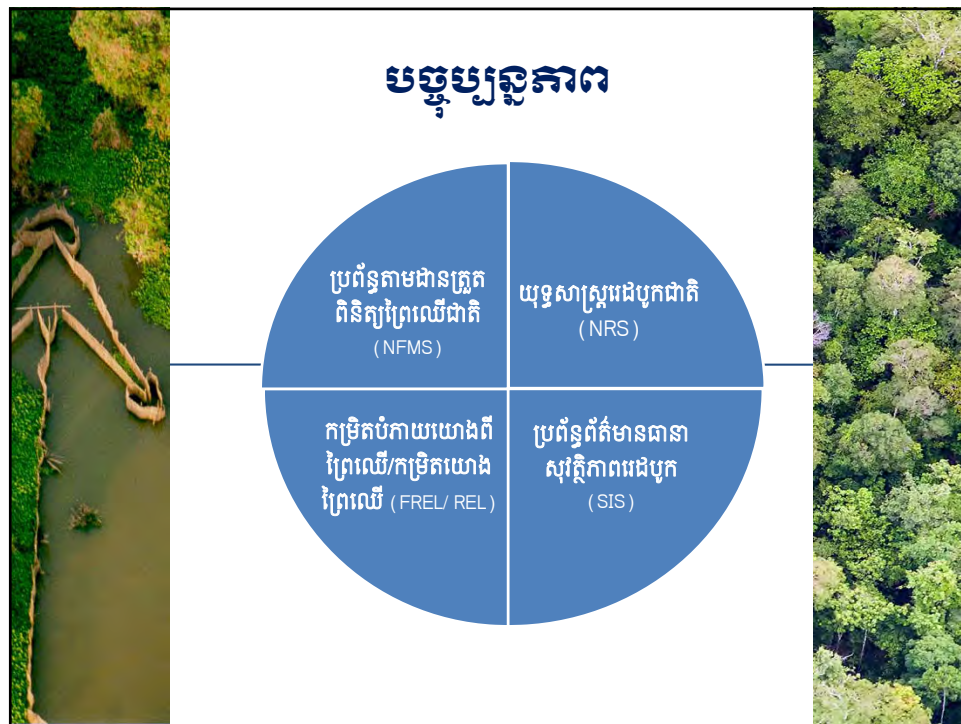 បច្ចុប្បន្នភាព
ប្រព័ន្ធតាមដានត្រួត
ពិនិត្យព្រៃឈើជាតិ
(NFMS)
យុទ្ធសាស្ត្ររេដបូកជាតិ
(NRS)
កម្រិតបំភាយយោងពី
ព្រៃឈើ/កម្រិតយោង
ព្រៃឈើ (FREL/ REL)
ប្រព័ន្ធព័ត៌មានធានា
សុវត្ថិភាពរេដបូក
(SIS)